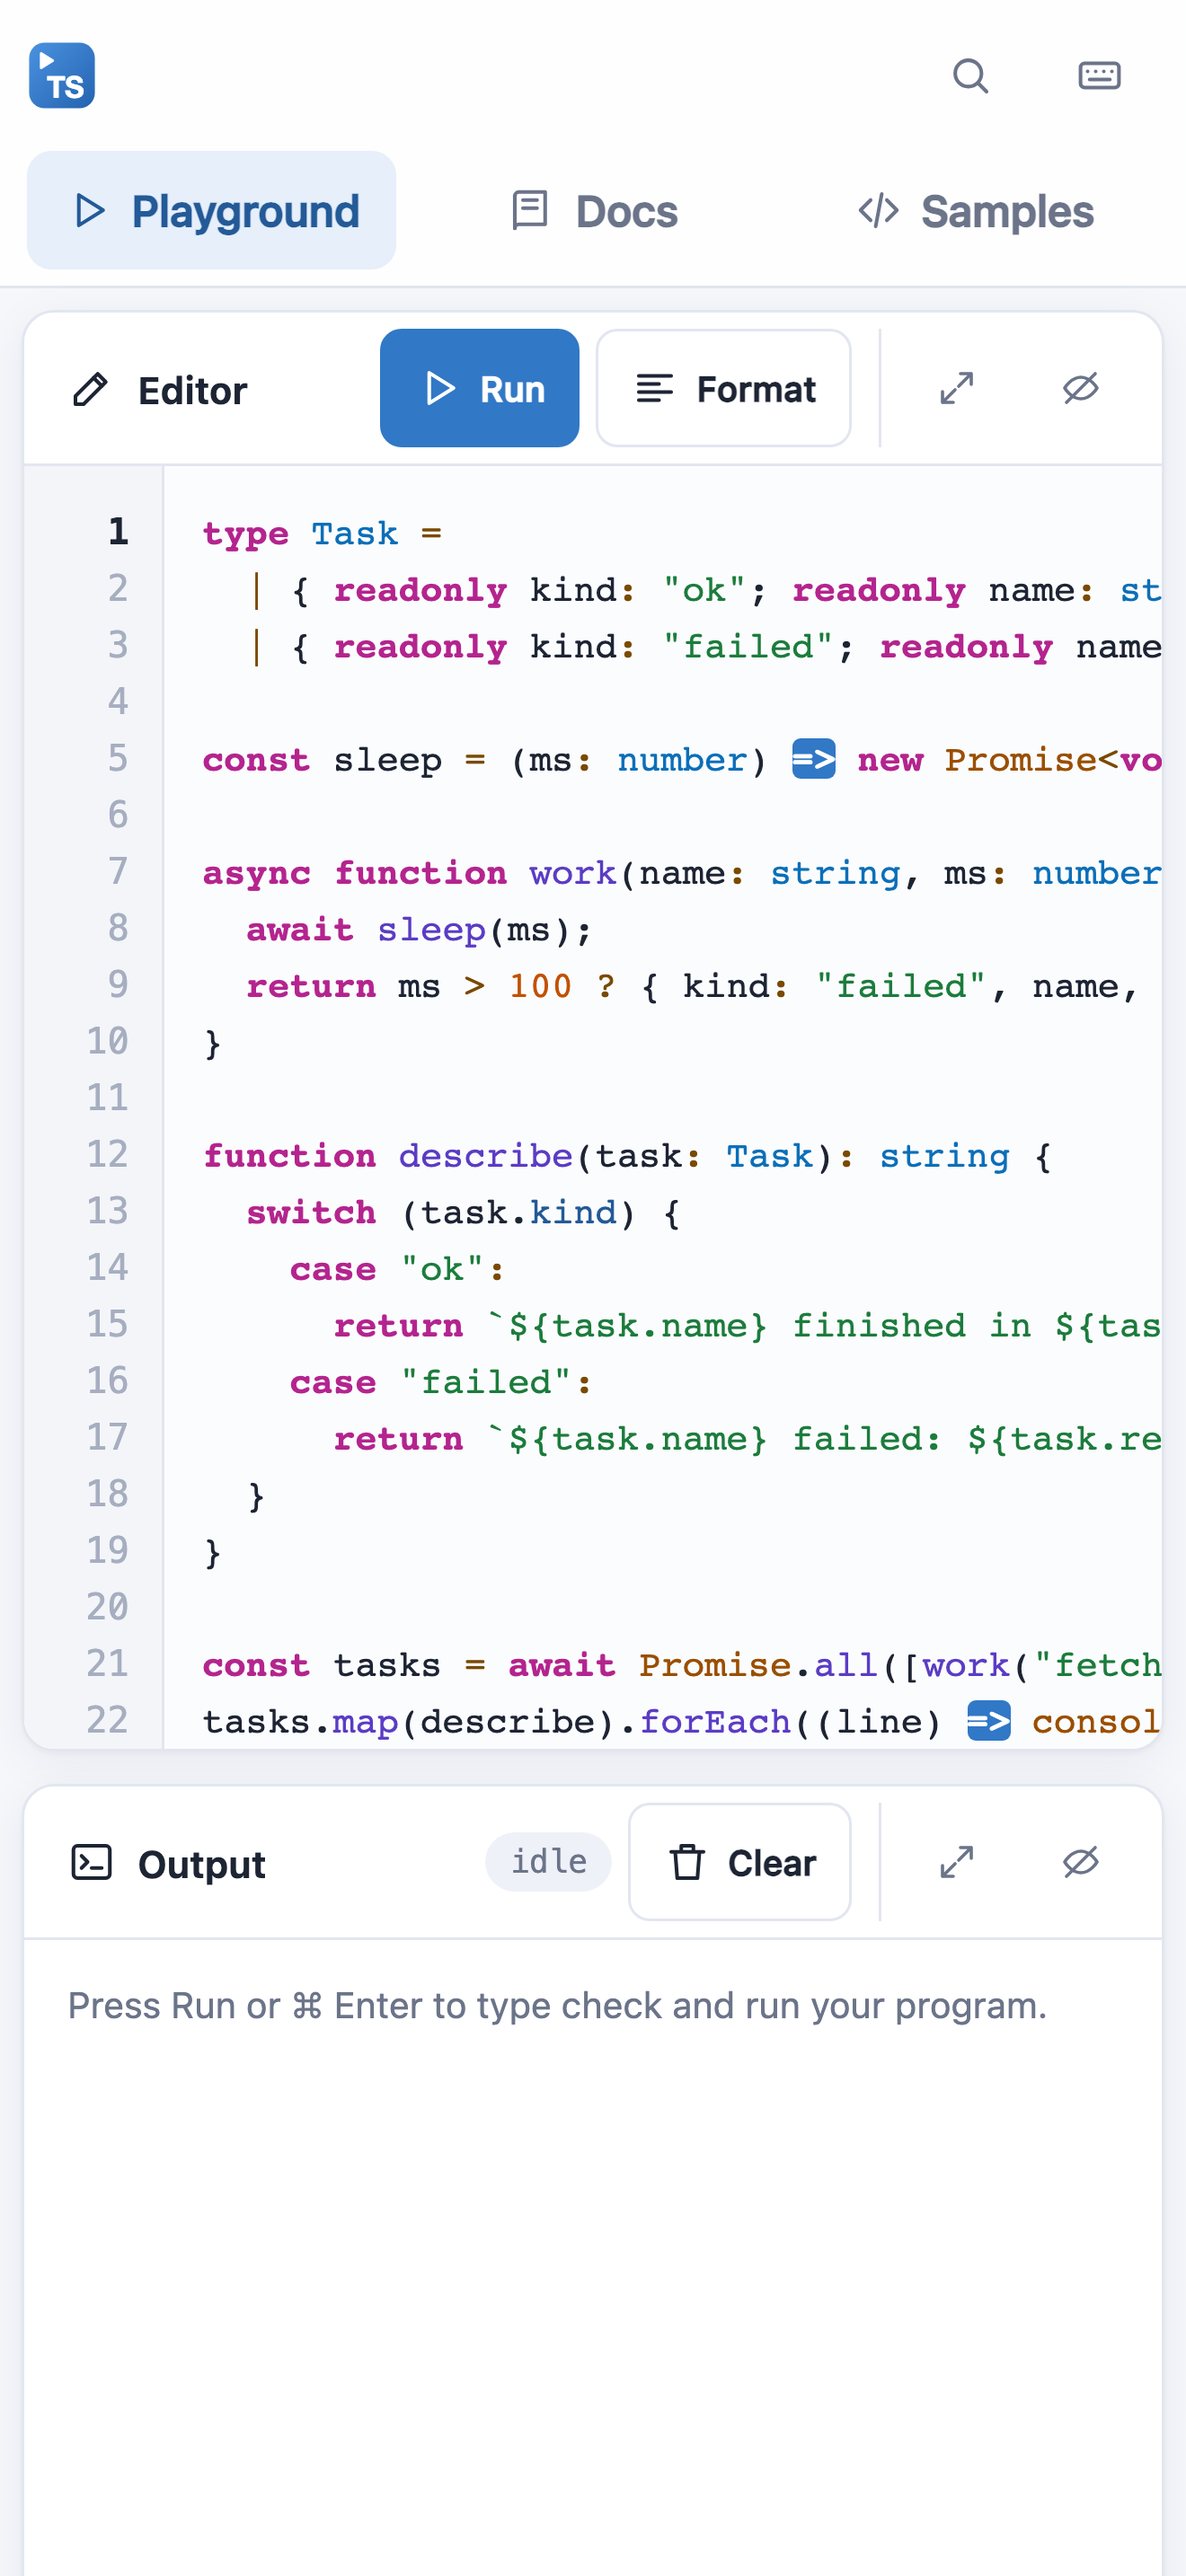 TS
Playground Docs Samples
Editor Run Format
1 type Task =
2 | { readonly kind: "ok"; readonly name: st
3 | { readonly kind: "failed"; readonly name
4
5 const sleep = (ms: number) => new Promise<vo
6
7 async function work(name: string, ms: number
8 await sleep(ms);
9 return ms > 100 ? { kind: "failed", name,
10 }
11
12 function describe(task: Task): string {
13 switch (task.kind) {
14 case "ok":
15 return `${task.name} finished in ${tas
16 case "failed":
17 return `${task.name} failed: ${task.re
18 }
19 }
20
21 const tasks = await Promise.all([work("fetch
22 tasks.map(describe).forEach((line) => consol
Output idle Clear
Press Run or ⌘ Enter to type check and run your program.